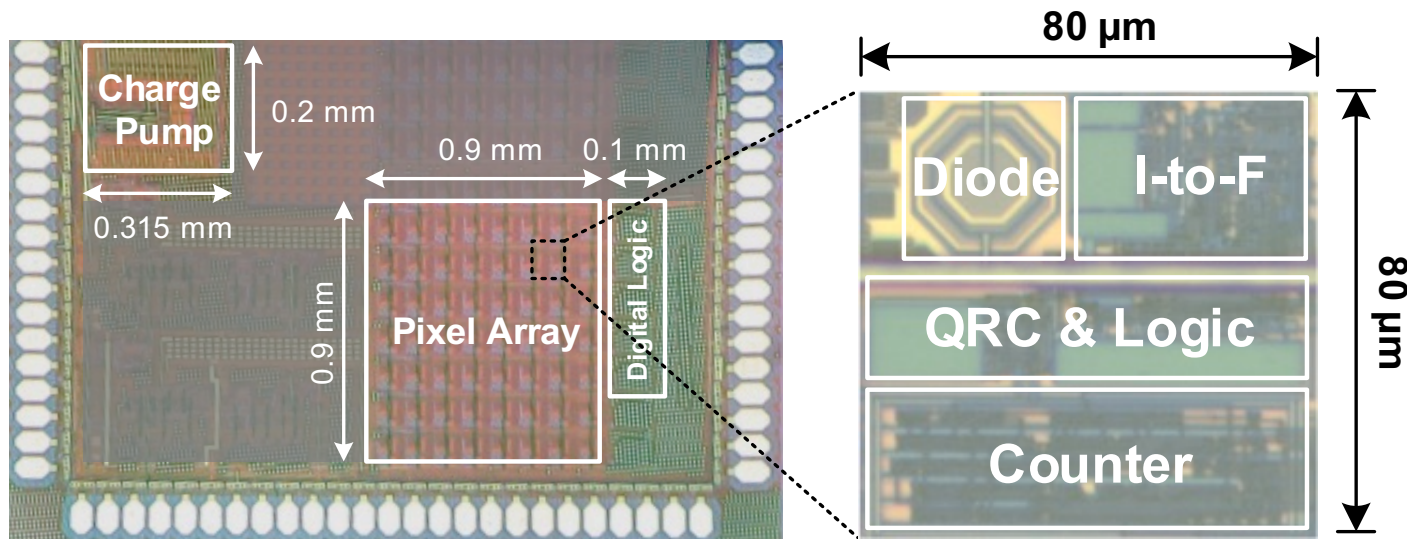 Charge
Pump
0.2 mm
0.315 mm
0.9 mm
0.1 mm
0.9 mm
Pixel Array
Digital Logic
80 µm
Diode
I-to-F
QRC & Logic
Counter
80 µm